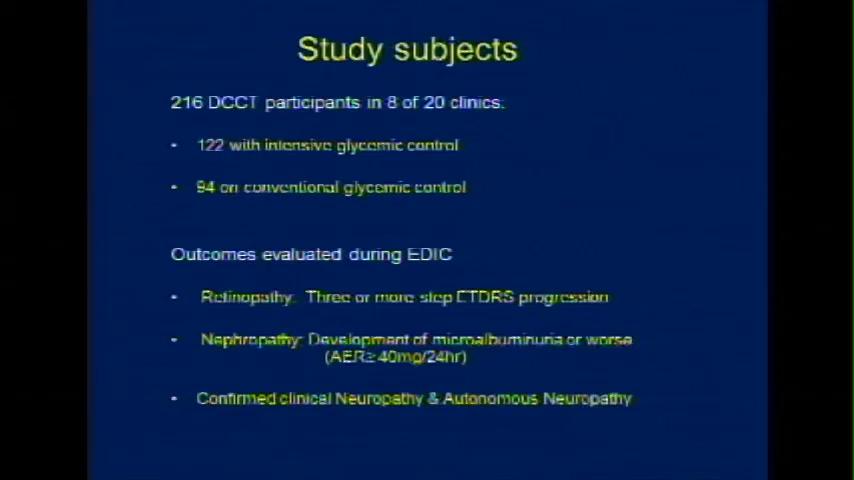 Study subjects
216 DCCT participants in 8 of 20 clinics.
• 122 with intensive glycemic control
• 94 on conventional glycemic control
Outcomes evaluated during EDIC
• Retinopathy: Three or more step ETDRS progression
• Nephropathy: Development of microalbuminuria or worse
(AER≥ 40mg/24hr)
• Confirmed clinical Neuropathy & Autonomous Neuropathy